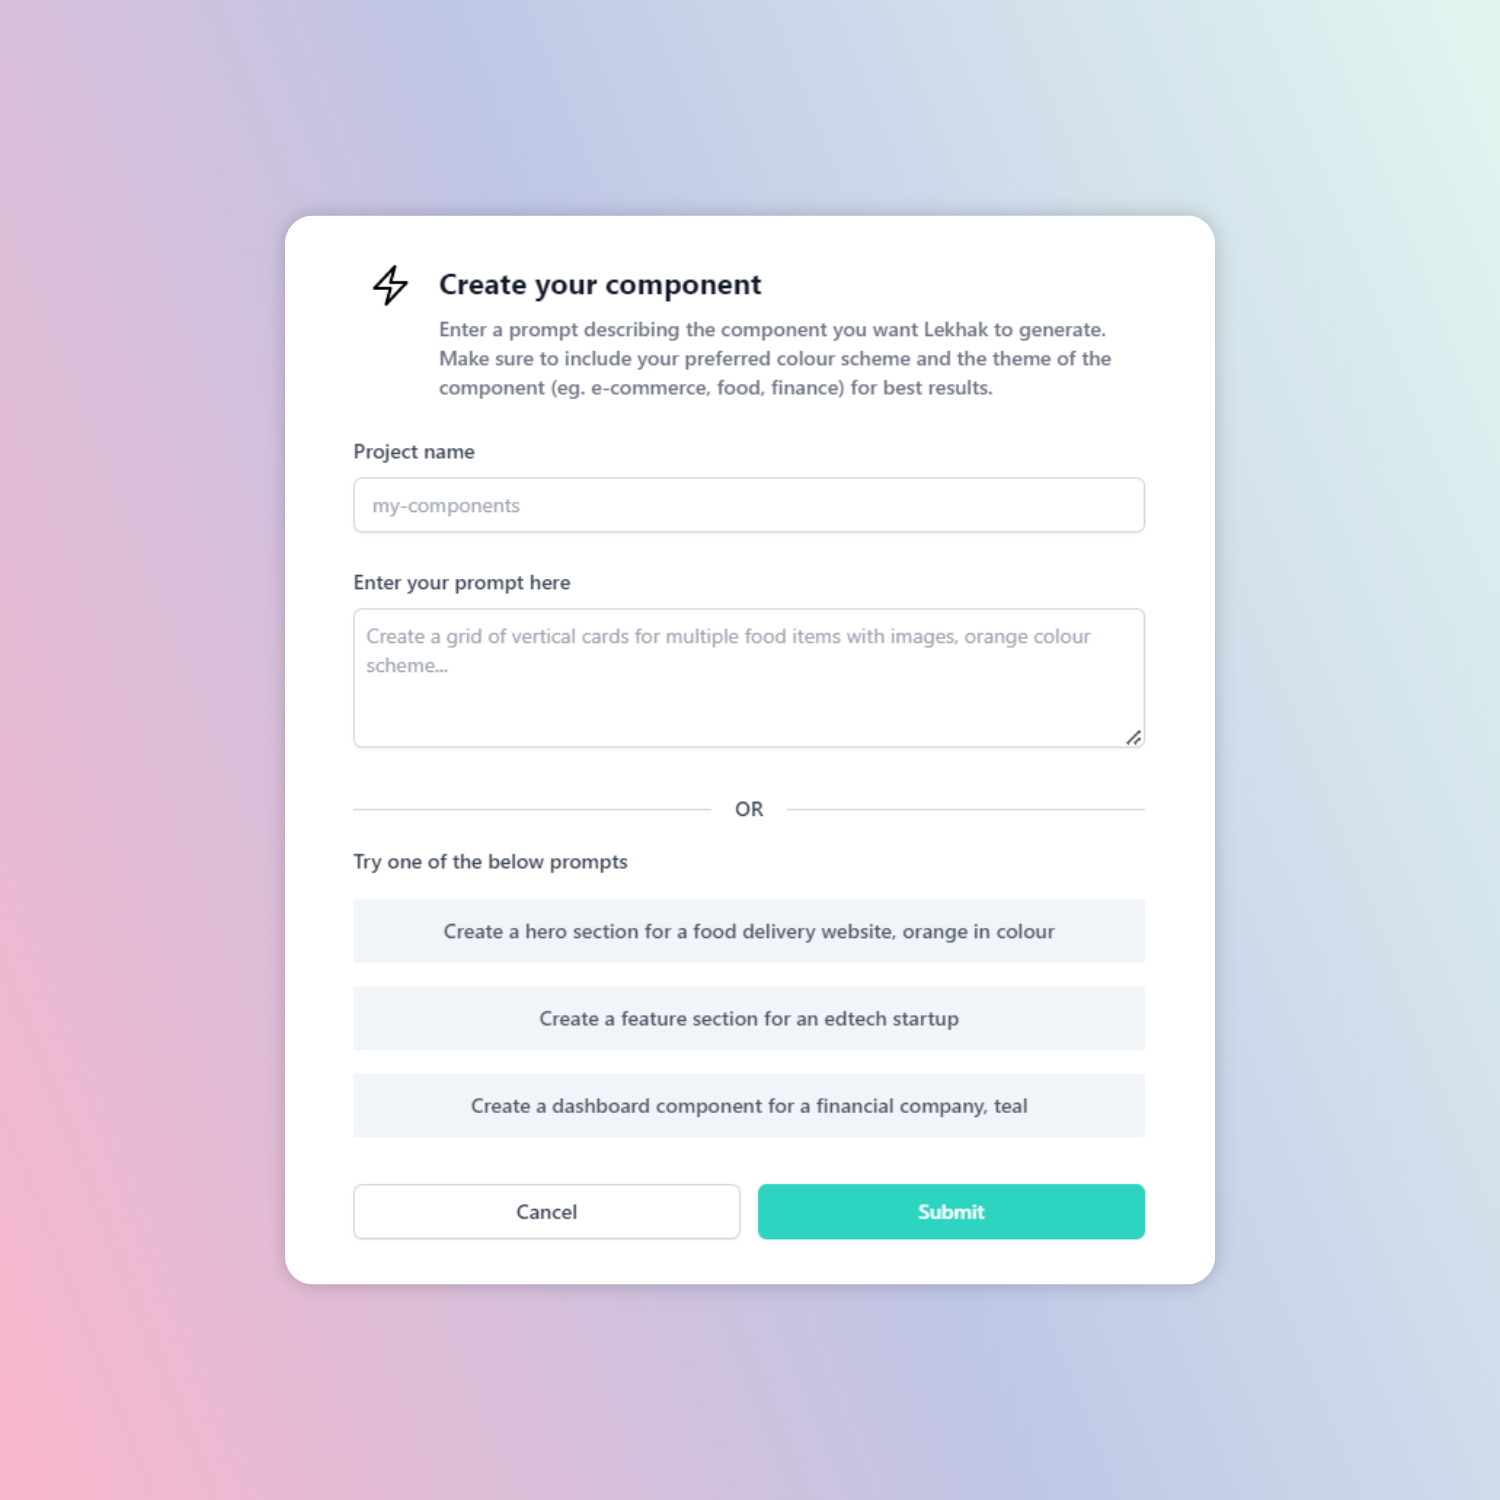 Create your component
Enter a prompt describing the component you want Lekhak to generate.
Make sure to include your preferred colour scheme and the theme of the
component (eg. e-commerce, food, finance) for best results.
Project name
my-components
Enter your prompt here
Create a grid of vertical cards for multiple food items with images, orange colour
scheme...
OR
Try one of the below prompts
Create a hero section for a food delivery website, orange in colour
Create a feature section for an edtech startup
Create a dashboard component for a financial company, teal
Cancel
Submit